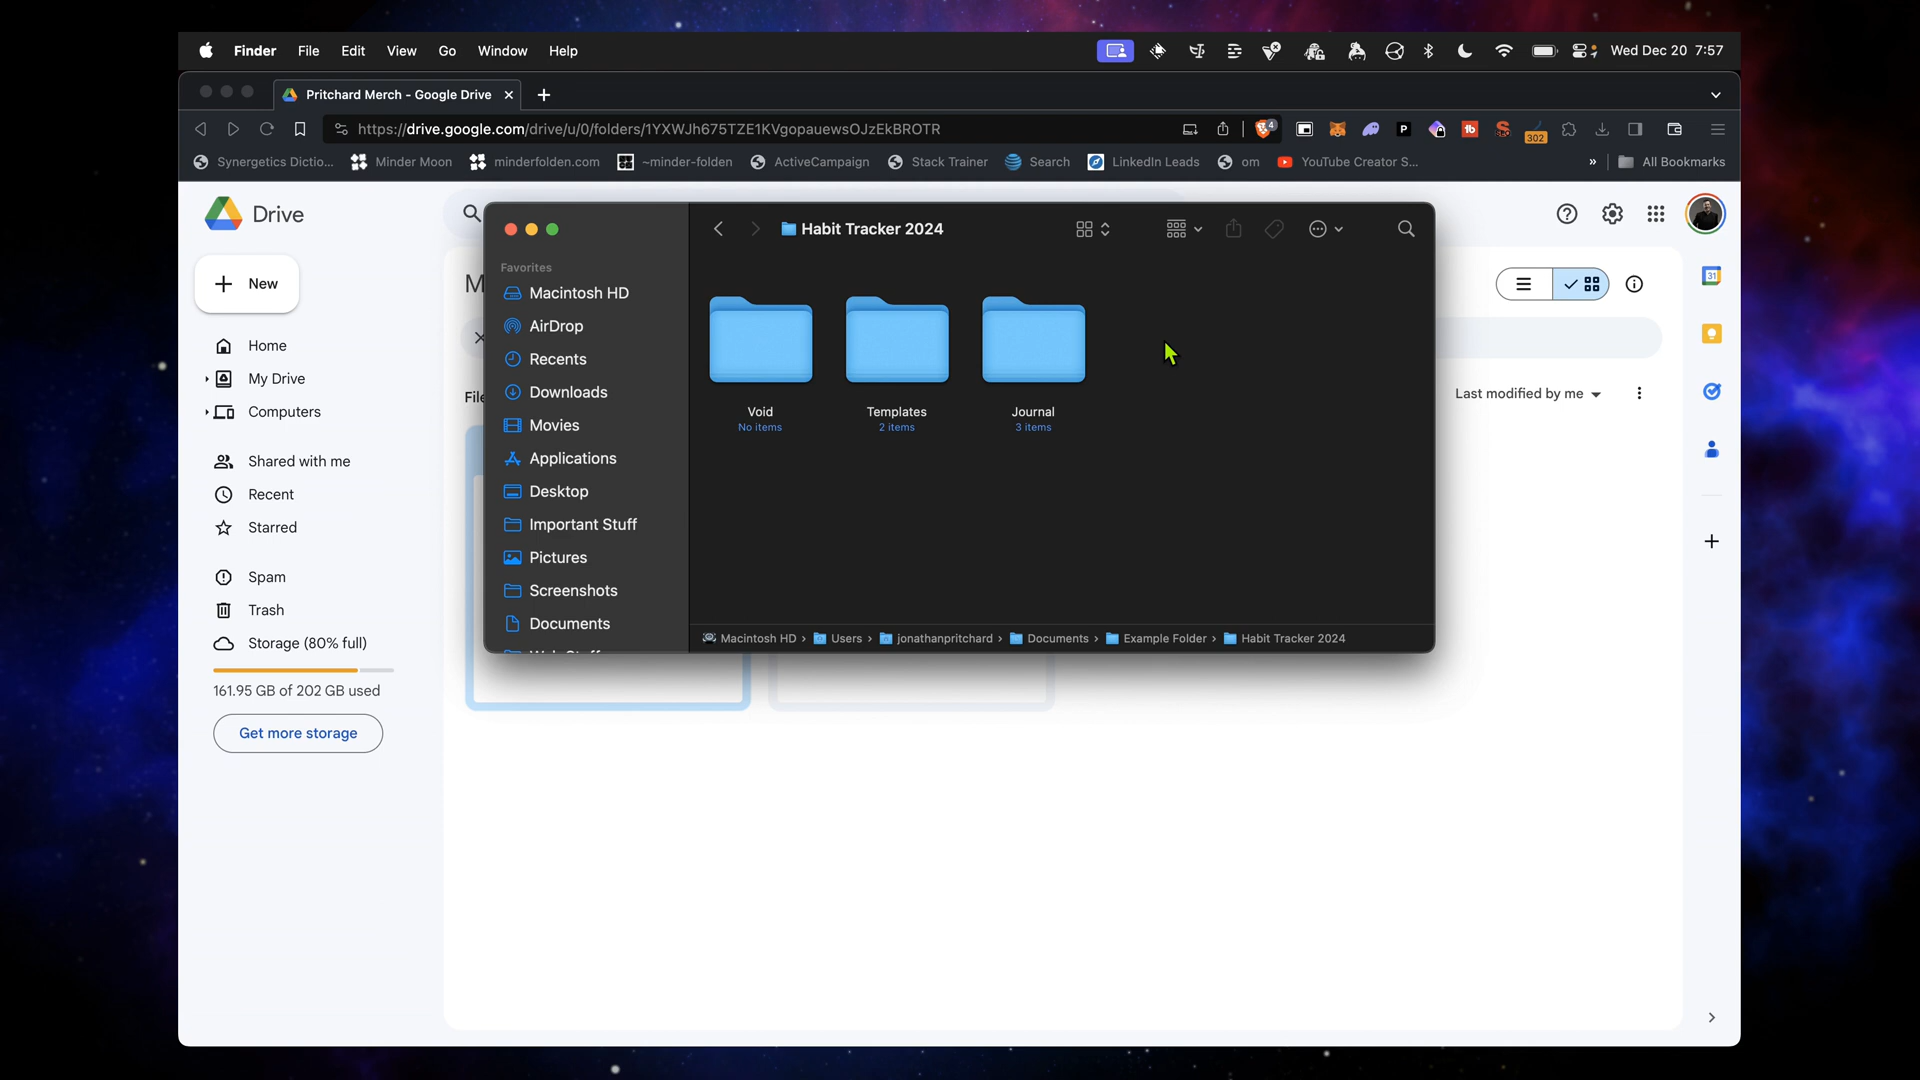 Finder File Edit View Go Window Help
Wed Dec 20 7:57
Pritchard Merch - Google Drive
https://drive.google.com/drive/u/0/folders/1YXWJh675TZE1KVgopauewsOJzEkBROTR
4
302
Synergetics Dictio...
Minder Moon
minderfolden.com
~minder-folden
ActiveCampaign
Stack Trainer
Search
LinkedIn Leads
om
YouTube Creator S...
»
All Bookmarks
Drive
New
Home
My Drive
Computers
Shared with me
Recent
Starred
Spam
Trash
Storage (80% full)
161.95 GB of 202 GB used
Get more storage
Habit Tracker 2024
Favorites
Macintosh HD
AirDrop
Recents
Downloads
Movies
Applications
Desktop
Important Stuff
Pictures
Screenshots
Documents
Void
No items
Templates
2 items
Journal
3 items
Macintosh HD › Users › jonathanpritchard › Documents › Example Folder › Habit Tracker 2024
Last modified by me
31